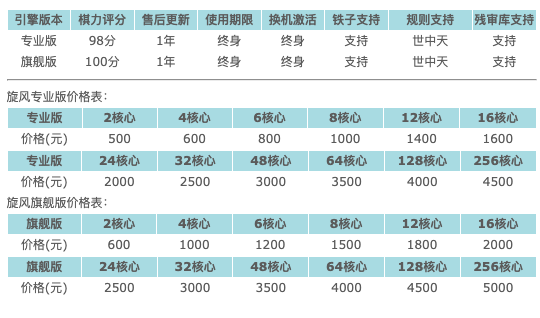 引擎版本 棋力评分 售后更新 使用期限 换机激活 铁子支持 规则支持 残审库支持
专业版 98分 1年 终身 终身 支持 世中天 支持
旗舰版 100分 1年 终身 终身 支持 世中天 支持
旋风专业版价格表:
专业版 2核心 4核心 6核心 8核心 12核心 16核心
价格(元) 500 600 800 1000 1400 1600
专业版 24核心 32核心 48核心 64核心 128核心 256核心
价格(元) 2000 2500 3000 3500 4000 4500
旋风旗舰版价格表:
旗舰版 2核心 4核心 6核心 8核心 12核心 16核心
价格(元) 600 1000 1200 1500 1800 2000
旗舰版 24核心 32核心 48核心 64核心 128核心 256核心
价格(元) 2500 3000 3500 4000 4500 5000